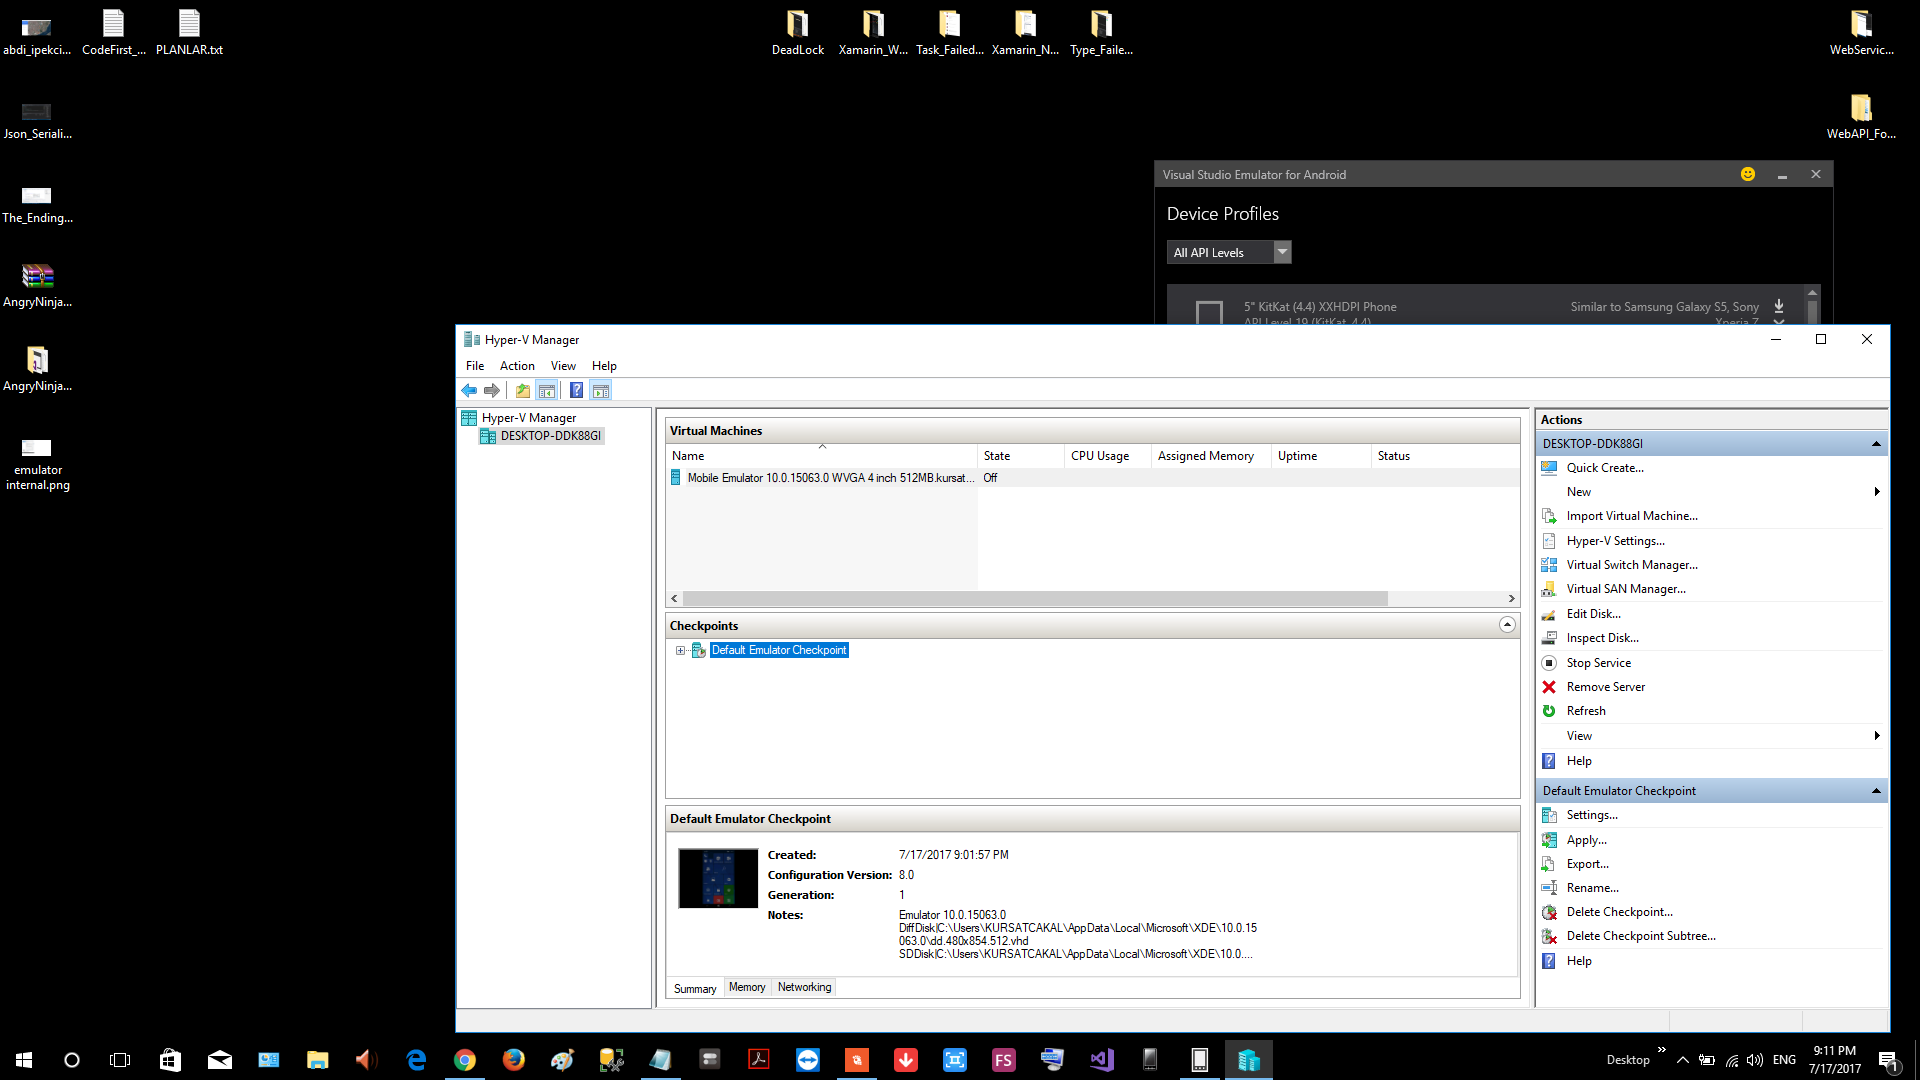 abdi_ipekci...
CodeFirst_...
PLANLAR.txt
DeadLock
Xamarin_W...
Task_Failed...
Xamarin_N...
Type_Faile...
WebServic...
Json_Seriali...
WebAPI_Fo...
The_Ending...
AngryNinja...
AngryNinja...
emulator
internal.png
Visual Studio Emulator for Android
Device Profiles
All API Levels
5" KitKat (4.4) XXHDPI Phone
Similar to Samsung Galaxy S5, Sony
API Level 19 (KitKat, 4.4)
Xperia Z
Hyper-V Manager
File
Action
View
Help
Hyper-V Manager
DESKTOP-DDK88GI
Virtual Machines
Name
State
CPU Usage
Assigned Memory
Uptime
Status
Mobile Emulator 10.0.15063.0 WVGA 4 inch 512MB.kursat...
Off
Checkpoints
Default Emulator Checkpoint
Default Emulator Checkpoint
Created:
7/17/2017 9:01:57 PM
Configuration Version:
8.0
Generation:
1
Notes:
Emulator 10.0.15063.0
DiffDisk|C:\Users\KURSATCAKAL\AppData\Local\Microsoft\XDE\10.0.15
063.0\dd.480x854.512.vhd
SDDisk|C:\Users\KURSATCAKAL\AppData\Local\Microsoft\XDE\10.0....
Summary
Memory
Networking
Actions
DESKTOP-DDK88GI
Quick Create...
New
Import Virtual Machine...
Hyper-V Settings...
Virtual Switch Manager...
Virtual SAN Manager...
Edit Disk...
Inspect Disk...
Stop Service
Remove Server
Refresh
View
Help
Default Emulator Checkpoint
Settings...
Apply...
Export...
Rename...
Delete Checkpoint...
Delete Checkpoint Subtree...
Help
FS
Desktop
ENG
9:11 PM
7/17/2017
1